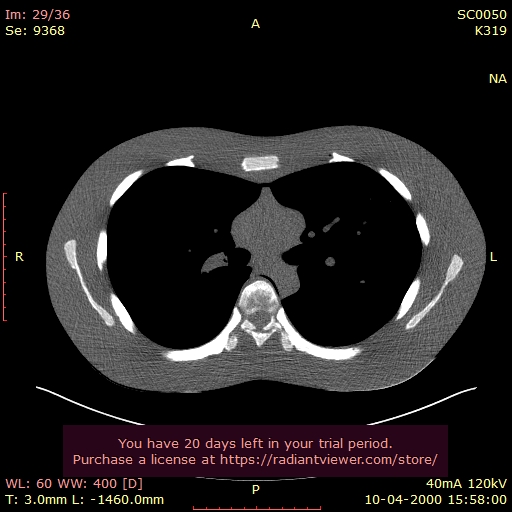 Im: 29/36
Se: 9368
A
SC0050
K319
NA
R
L
You have 20 days left in your trial period.
Purchase a license at https://radiantviewer.com/store/
WL: 60 WW: 400 [D]
T: 3.0mm L: -1460.0mm
P
40mA 120kV
10-04-2000 15:58:00